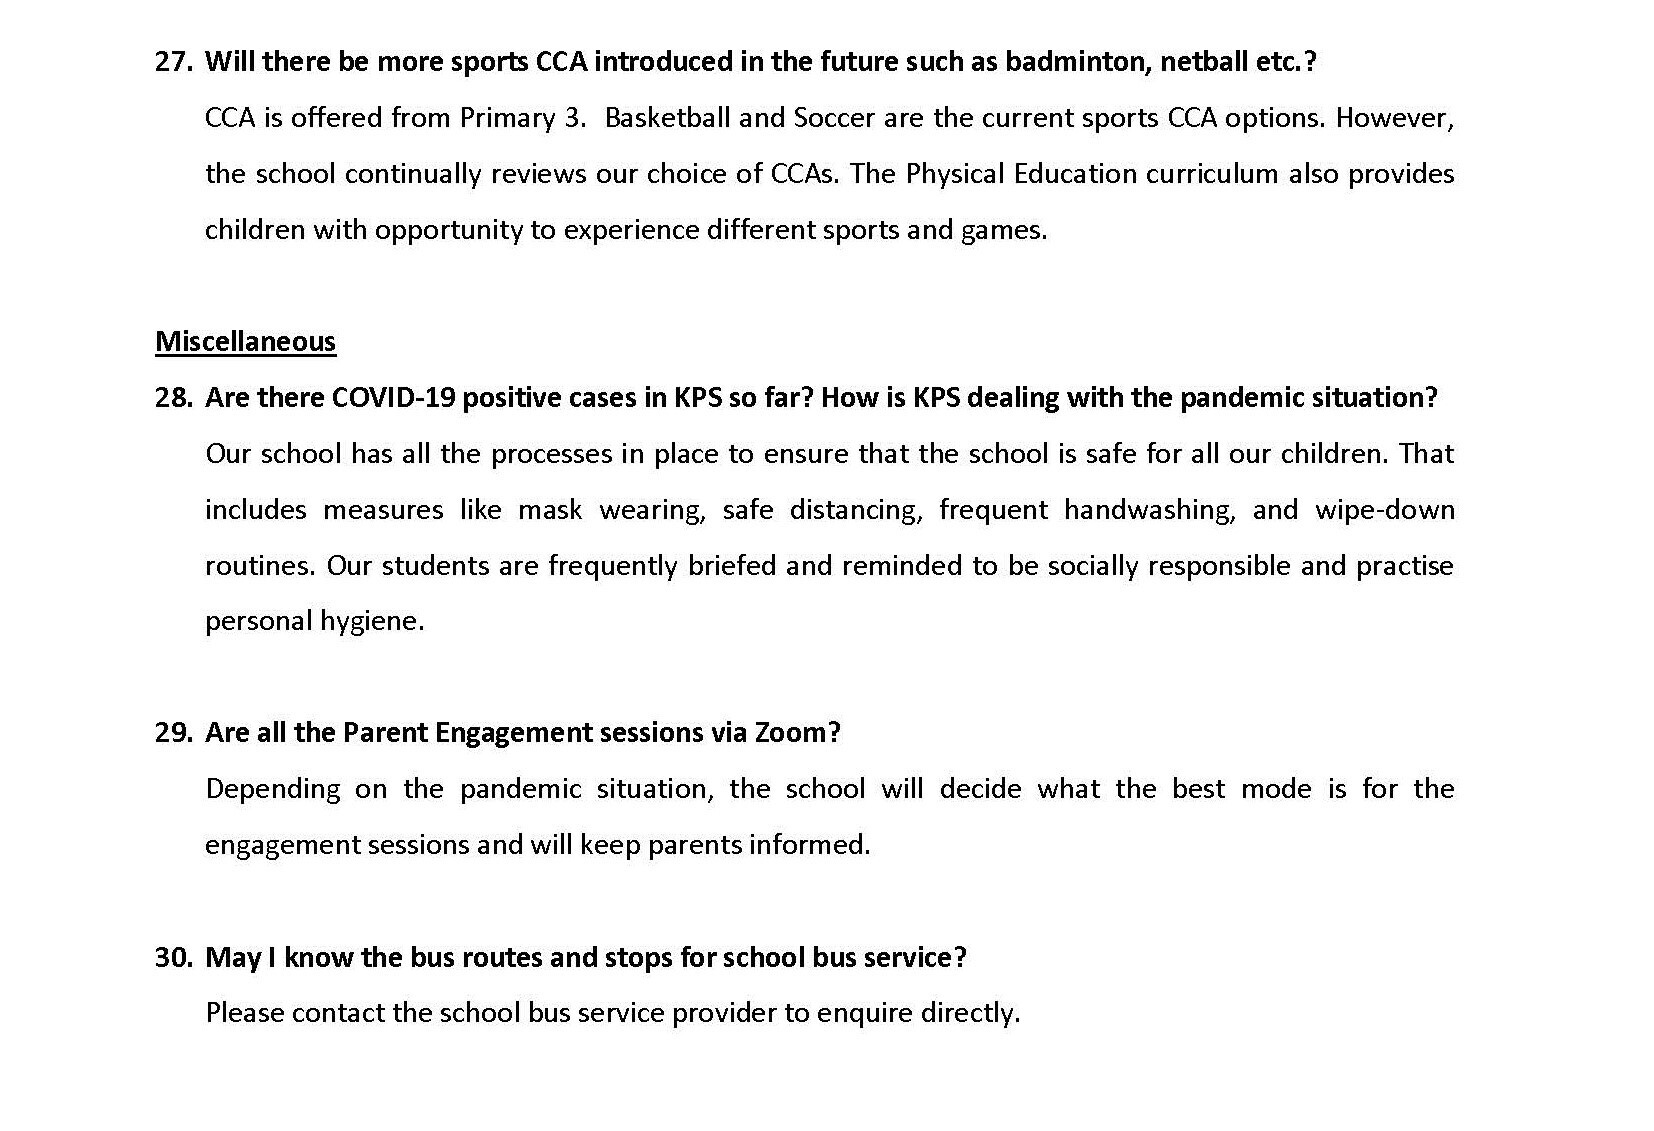 27. Will there be more sports CCA introduced in the future such as badminton, netball etc.?
CCA is offered from Primary 3.  Basketball and Soccer are the current sports CCA options. However,
the school continually reviews our choice of CCAs. The Physical Education curriculum also provides
children with opportunity to experience different sports and games.
Miscellaneous
28. Are there COVID-19 positive cases in KPS so far? How is KPS dealing with the pandemic situation?
Our school has all the processes in place to ensure that the school is safe for all our children. That
includes measures like mask wearing, safe distancing, frequent handwashing, and wipe-down
routines. Our students are frequently briefed and reminded to be socially responsible and practise
personal hygiene.
29. Are all the Parent Engagement sessions via Zoom?
Depending on the pandemic situation, the school will decide what the best mode is for the
engagement sessions and will keep parents informed.
30. May I know the bus routes and stops for school bus service?
Please contact the school bus service provider to enquire directly.